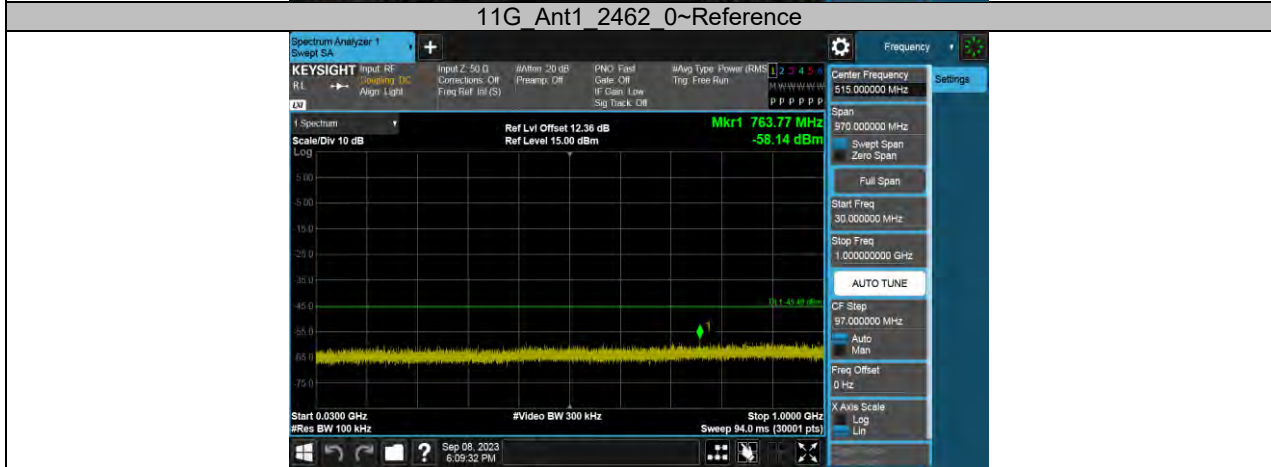 11G_Ant1_2462_0~Reference
Spectrum Analyzer 1
Swept SA
+
Frequency
KEYSIGHT
RL
LXI
Input: RF
Coupling: DC
Align: Light
Input Z: 50 Ω
Corrections: Off
Freq Ref: Int (S)
#Atten: 20 dB
Preamp: Off
PNO: Fast
Gate: Off
IF Gain: Low
Sig Track: Off
#Avg Type: Power (RMS
Trig: Free Run
1 2 3 4 5 6
M W W W W W
P P P P P P
Center Frequency
515.000000 MHz
Settings
1 Spectrum
Scale/Div 10 dB
Log
Ref Lvl Offset 12.36 dB
Ref Level 15.00 dBm
Mkr1 763.77 MHz
-58.14 dBm
Span
970.000000 MHz
Swept Span
Zero Span
Full Span
Start Freq
30.000000 MHz
Stop Freq
1.000000000 GHz
AUTO TUNE
CF Step
97.000000 MHz
Auto
Man
Freq Offset
0 Hz
X Axis Scale
Log
Lin
5.00
-5.00
-15.0
-25.0
-35.0
-45.0
-55.0
-65.0
-75.0
1
Start 0.0300 GHz
#Res BW 100 kHz
#Video BW 300 kHz
Stop 1.0000 GHz
Sweep 94.0 ms (30001 pts)
?
Sep 08, 2023
6:09:32 PM